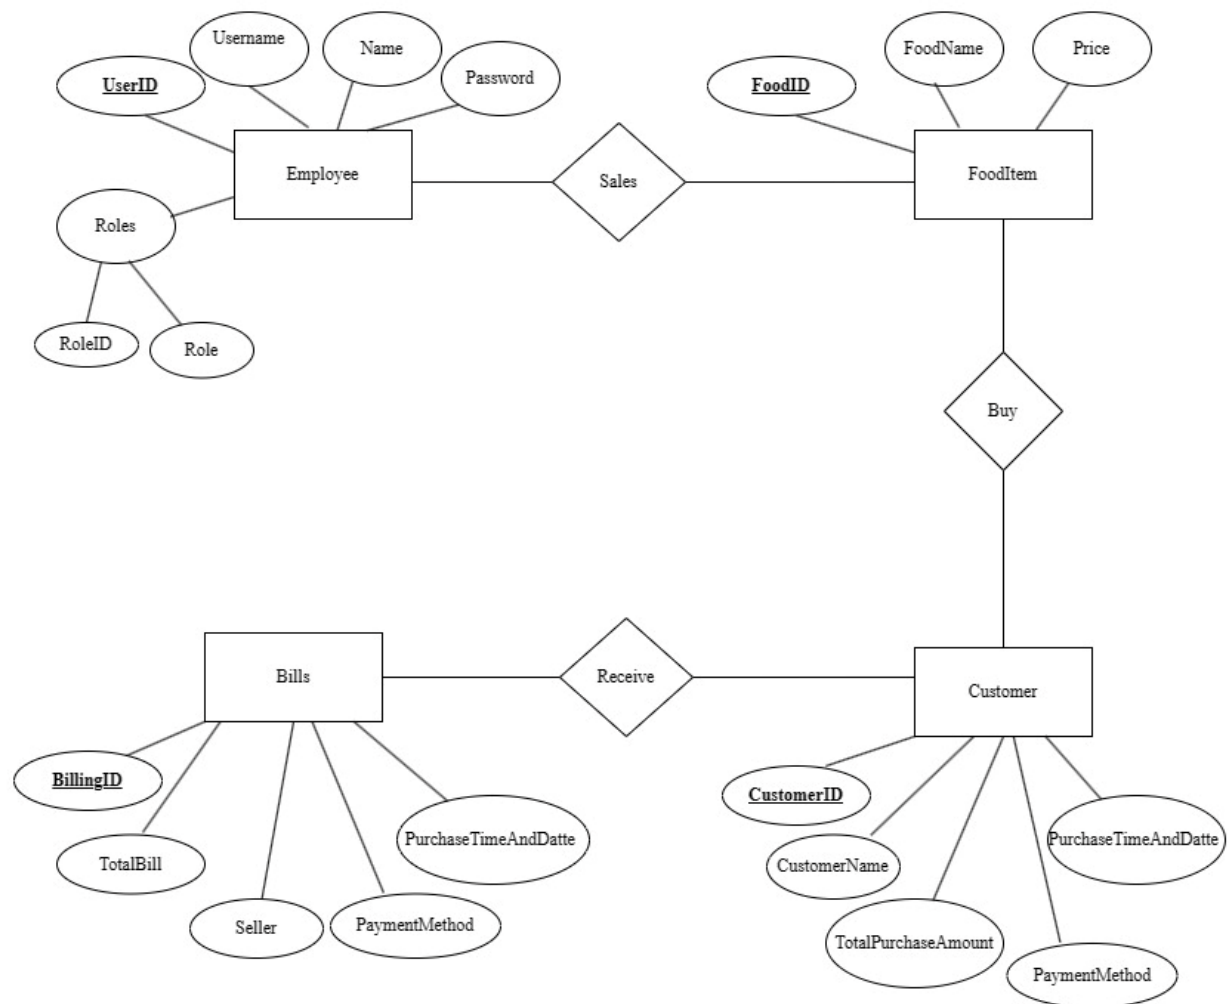 Username
Name
FoodName
Price
UserID
Password
FoodID
Employee
Sales
FoodItem
Roles
RoleID
Role
Buy
Bills
Receive
Customer
BillingID
CustomerID
PurchaseTimeAndDatte
PurchaseTimeAndDatte
TotalBill
CustomerName
Seller
PaymentMethod
TotalPurchaseAmount
PaymentMethod